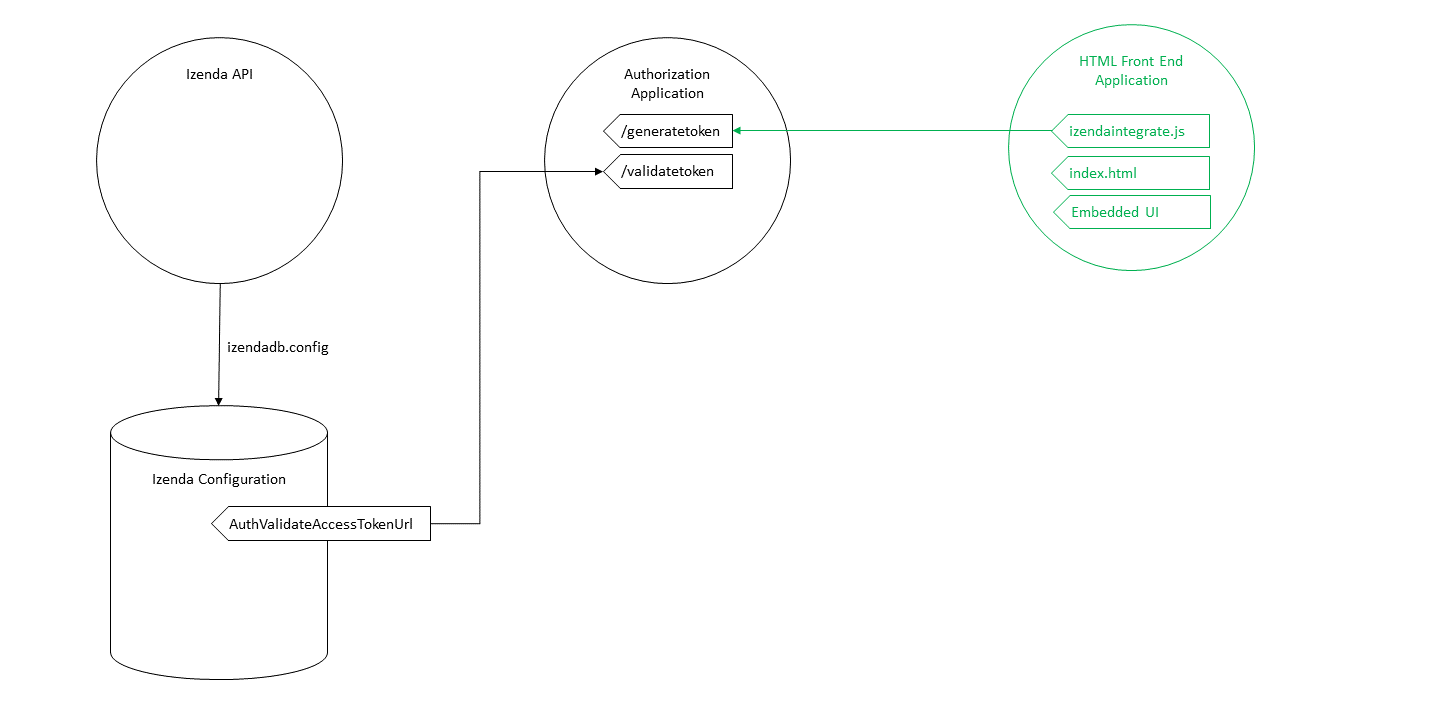 Izenda API
Authorization
Application
/generatetoken
/validatetoken
HTML Front End
Application
izendaintegrate.js
index.html
Embedded UI
izendadb.config
Izenda Configuration
AuthValidateAccessTokenUrl